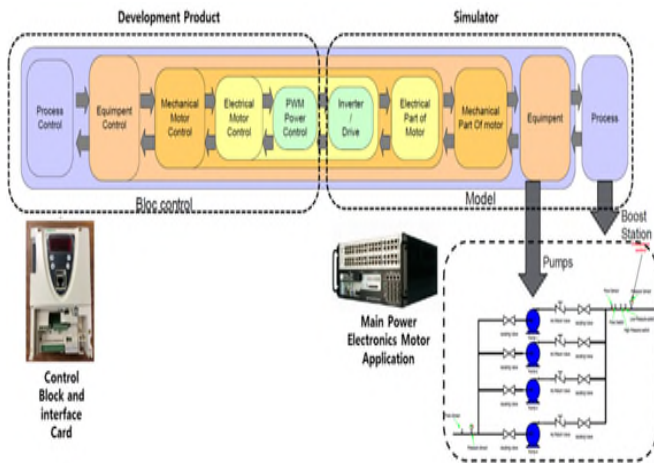 Development Product
Simulator
Process
Control
Equimpent
Control
Mechanical
Motor
Control
Electrical
Motor
Control
PWM
Power
Control
Inverter
/
Drive
Electrical
Part of
Motor
Mechanical
Part Of motor
Equimpent
Process
Bloc control
Model
Boost
Station
Pumps
Control
Block and
interface
Card
Main Power
Electronics Motor
Application